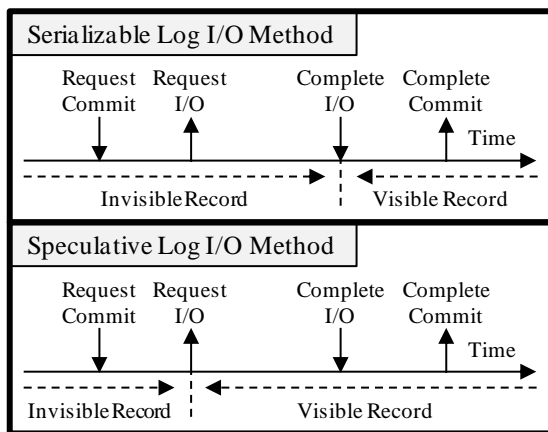 Serializable Log I/O Method
Request Request Complete Complete
Commit I/O I/O Commit
Time
Invisible Record Visible Record
Speculative Log I/O Method
Request Request Complete Complete
Commit I/O I/O Commit
Time
Invisible Record Visible Record